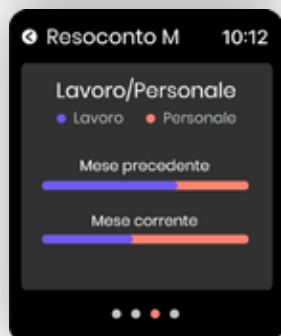 Resoconto M 10:12
Lavoro/Personale
Lavoro Personale
Mese precedente
Mese corrente